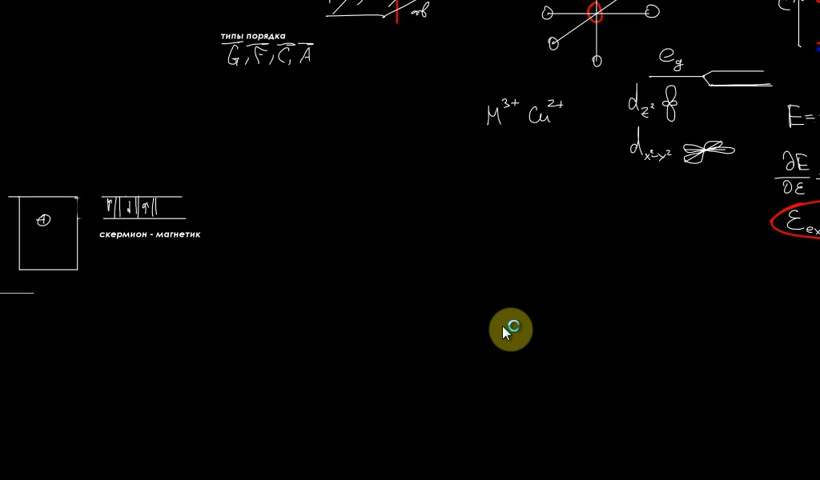 типы порядка
G, F, C, A
e_g
d_z²
M³⁺ Cu²⁺
d_x²-y²
E =
∂E
∂ε
ε_ex
скермион - магнетик